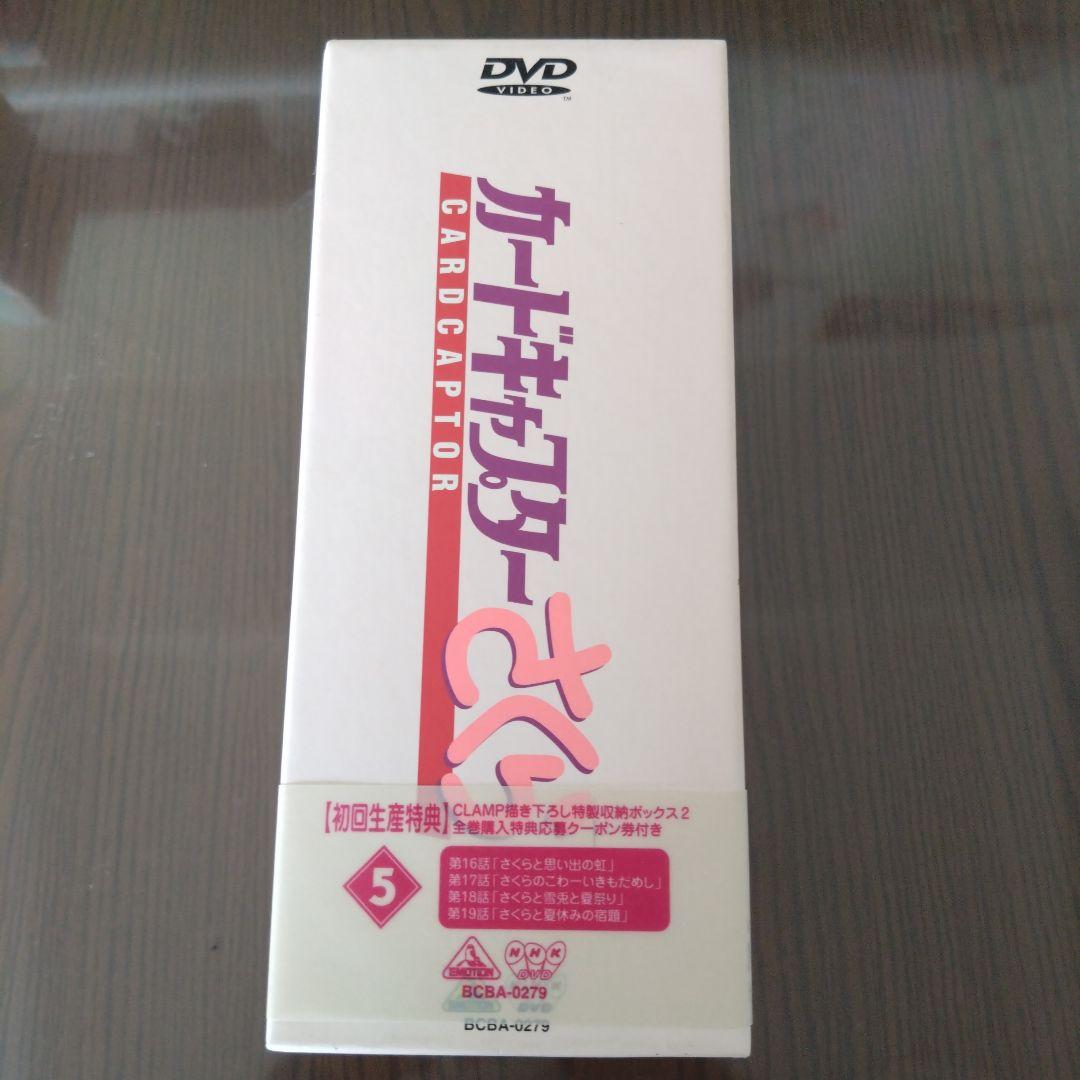 DVD
VIDEO
TM
カードキャプター
CARDCAPTOR
さくら
【初回生産特典】
CLAMP描き下ろし特製収納ボックス2
全巻購入特典応募クーポン券付き
5
第16話「さくらと思い出の虹」
第17話「さくらのこわーいきもだめし」
第18話「さくらと雪兎と夏祭り」
第19話「さくらと夏休みの宿題」
EMOTION
NHK
DVD
BCBA-0279
BCBA-0279